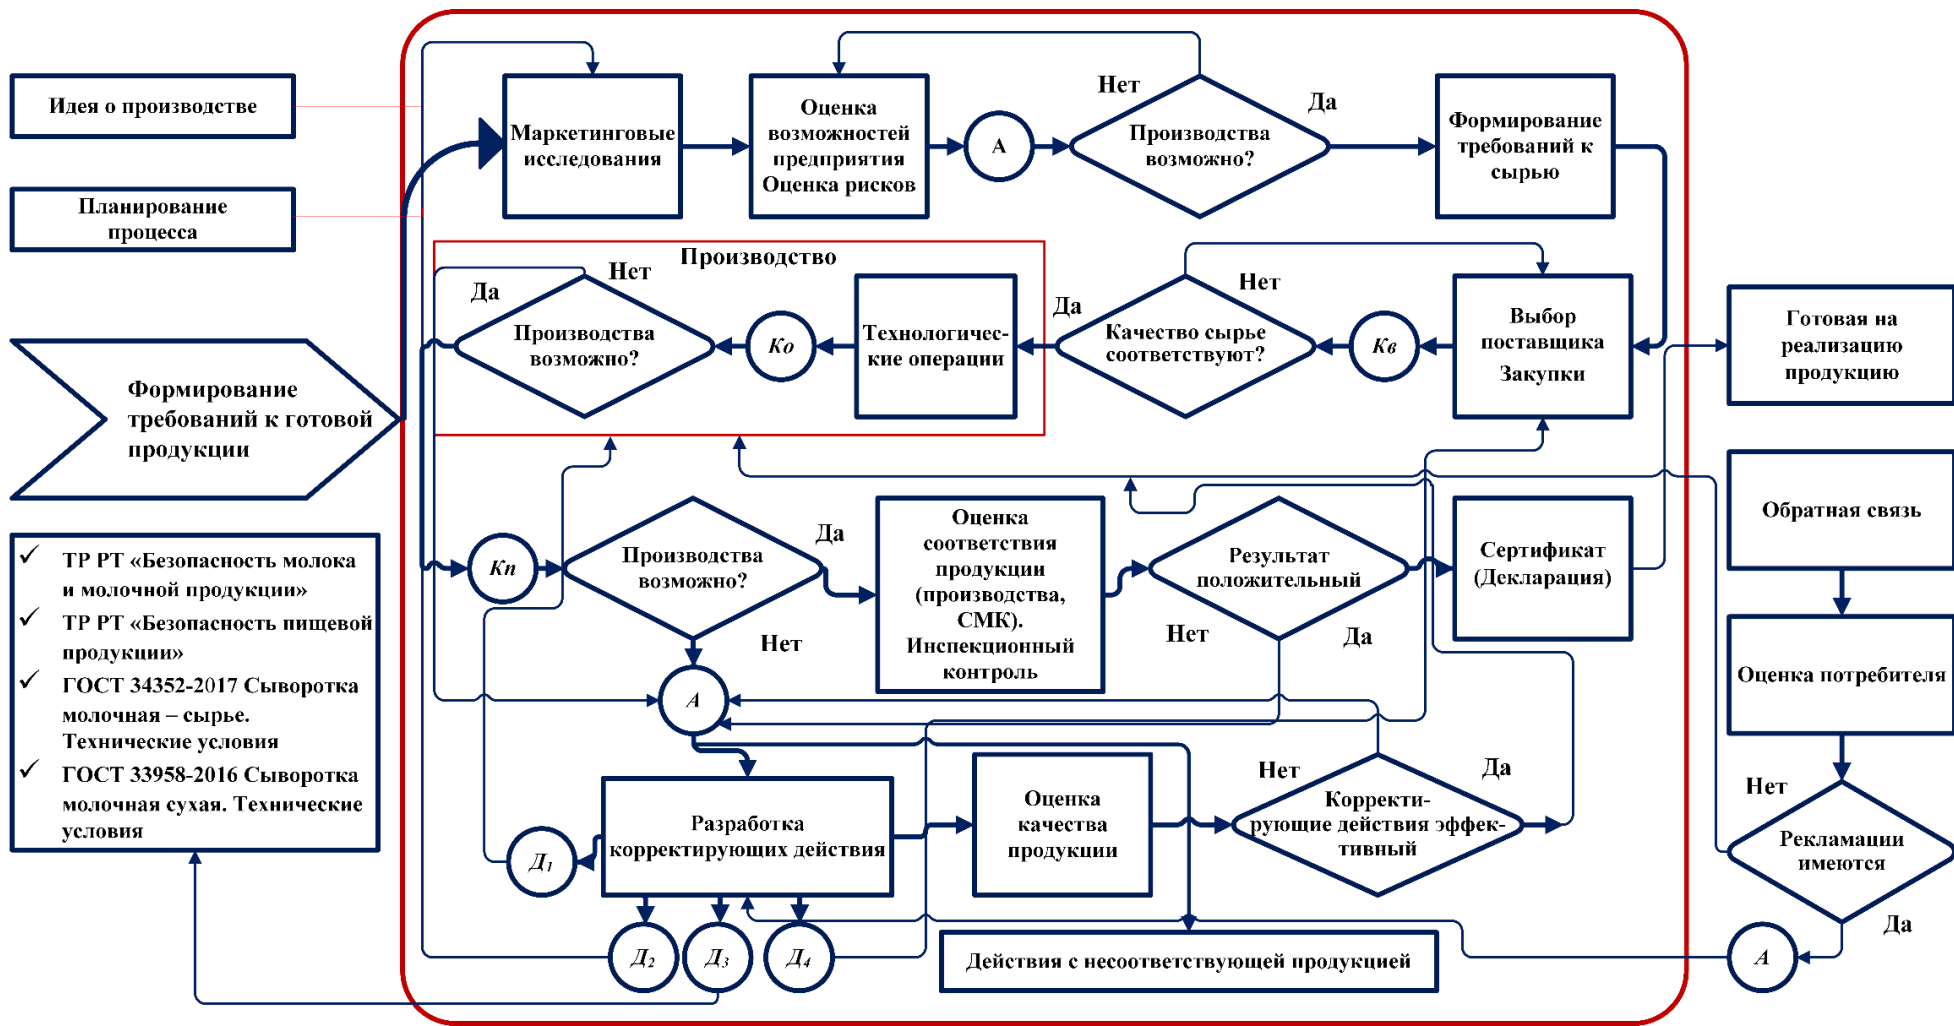 Идея о производстве
Планирование
процесса
Формирование
требований к готовой
продукции
✓ ТР РТ «Безопасность молока
и молочной продукции»
✓ ТР РТ «Безопасность пищевой
продукции»
✓ ГОСТ 34352-2017 Сыворотка
молочная – сырье.
Технические условия
✓ ГОСТ 33958-2016 Сыворотка
молочная сухая. Технические
условия
Маркетинговые
исследования
Оценка
возможностей
предприятия
Оценка рисков
А
Нет
Производства
возможно?
Да
Формирование
требований к
сырью
Производство
Да
Нет
Производства
возможно?
Ко
Технологичес-
ские операции
Да
Нет
Качество сырье
соответствуют?
Кв
Выбор
поставщика
Закупки
Готовая на
реализацию
продукцию
Кп
Производства
возможно?
Да
Нет
Оценка
соответствия
продукции
(производства,
СМК).
Инспекционный
контроль
Результат
положительный
Нет
Да
Сертификат
(Декларация)
Обратная связь
Оценка потребителя
А
Разработка
корректирующих действия
Оценка
качества
продукции
Нет
Да
Корректи-
рующие действия эффек-
тивный
Нет
Рекламации
имеются
Да
Д1
Д2
Д3
Д4
Действия с несоответствующей продукцией
А